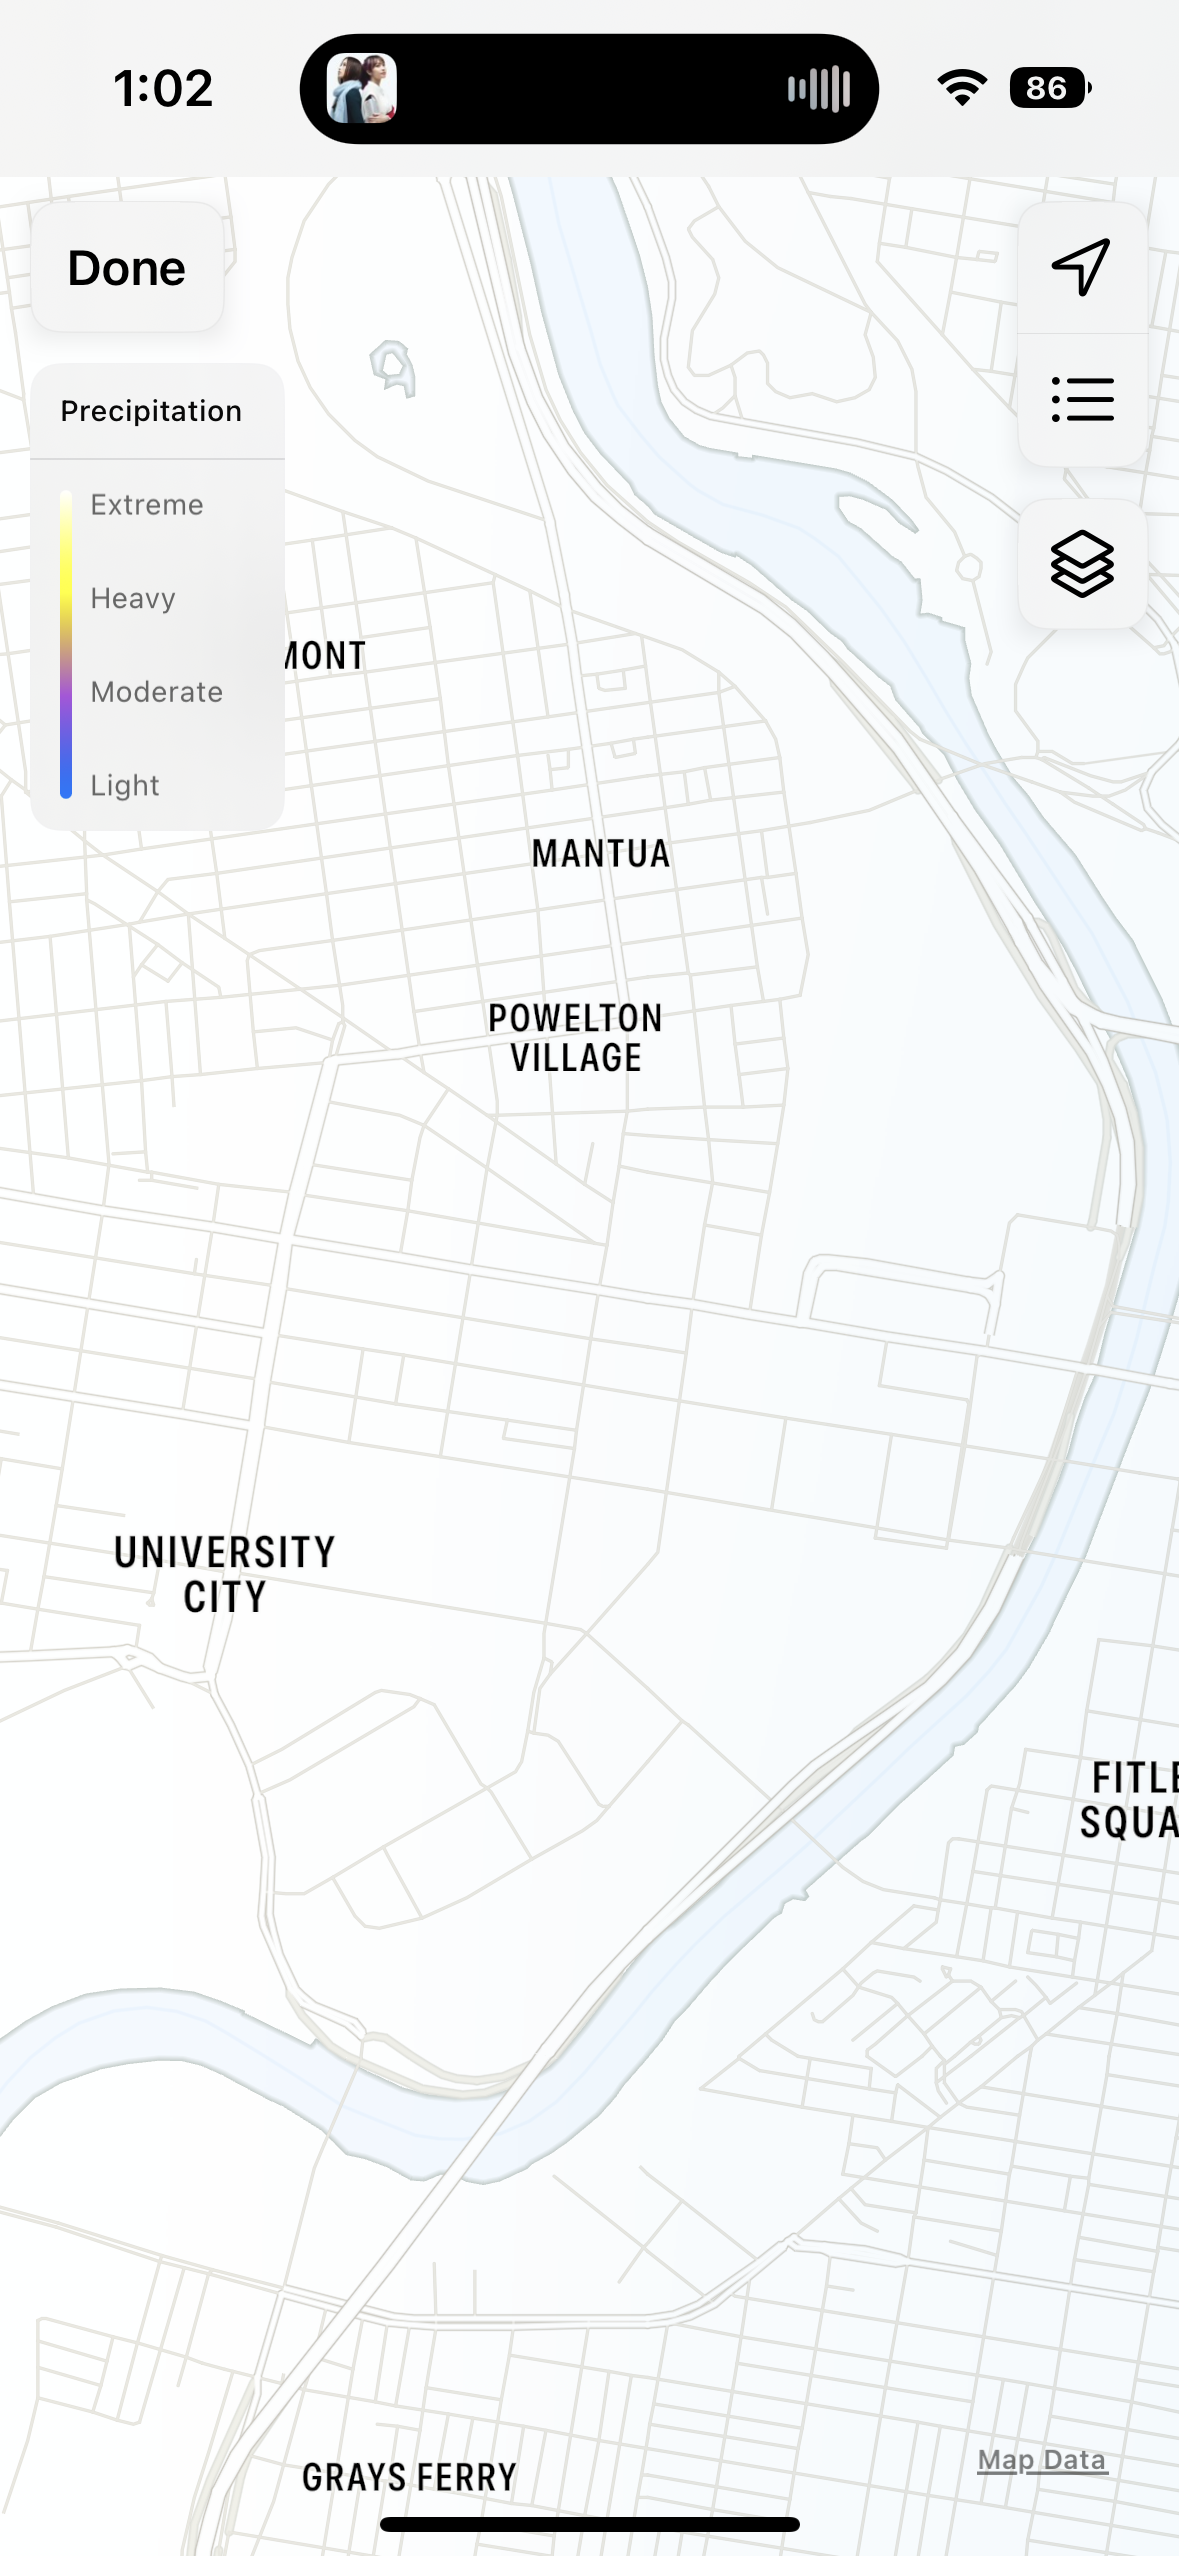 1:02
86
Done
Precipitation
Extreme
Heavy
Moderate
Light
MONT
MANTUA
POWELTON
VILLAGE
UNIVERSITY
CITY
FITLE
SQUA
GRAYS FERRY
Map Data